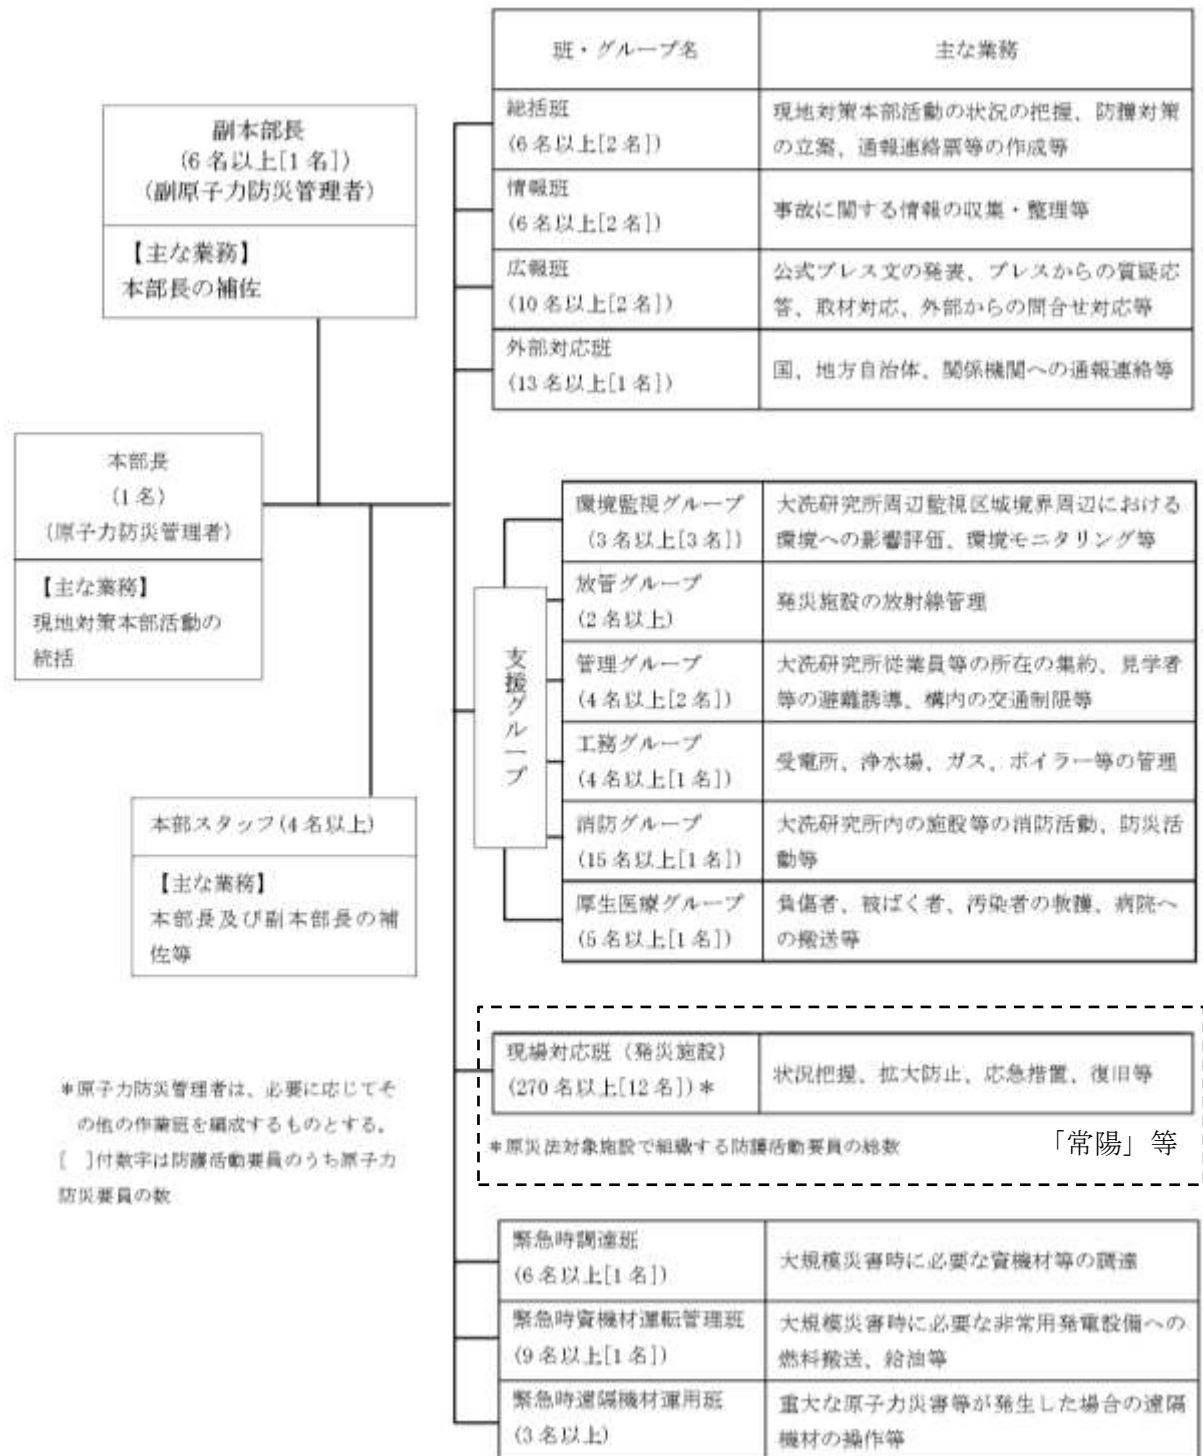 班・グループ名
主な業務
総括班
(6名以上[2名])
現地対策本部活動の状況の把握、防護対策
の立案、通報連絡票等の作成等
情報班
(6名以上[2名])
事故に関する情報の収集・整理等
広報班
(10名以上[2名])
公式プレス文の発表、プレスからの質疑応
答、取材対応、外部からの問合せ対応等
外部対応班
(13名以上[1名])
国、地方自治体、関係機関への通報連絡等
副本部長
(6名以上[1名])
(副原子力防災管理者)
【主な業務】
本部長の補佐
本部長
(1名)
(原子力防災管理者)
【主な業務】
現地対策本部活動の
統括
本部スタッフ(4名以上)
【主な業務】
本部長及び副本部長の補
佐等
支援グループ
環境監視グループ
(3名以上[3名])
大洗研究所周辺監視区域境界周辺における
環境への影響評価、環境モニタリング等
放管グループ
(2名以上)
発災施設の放射線管理
管理グループ
(4名以上[2名])
大洗研究所従業員等の所在の集約、見学者
等の避難誘導、構内の交通制限等
工務グループ
(4名以上[1名])
受電所、浄水場、ガス、ボイラー等の管理
消防グループ
(15名以上[1名])
大洗研究所内の施設等の消防活動、防災活
動等
厚生医療グループ
(5名以上[1名])
負傷者、被ばく者、汚染者の救護、病院へ
の搬送等
現場対応班（発災施設）
(270名以上[12名])＊
状況把握、拡大防止、応急措置、復旧等
＊原災法対象施設で組織する防護活動要員の総数
「常陽」等
＊原子力防災管理者は、必要に応じてそ
の他の作業班を編成するものとする。
[　]付数字は防護活動要員のうち原子力
防災要員の数
緊急時調達班
(6名以上[1名])
大規模災害時に必要な資機材等の調達
緊急時資機材運転管理班
(9名以上[1名])
大規模災害時に必要な非常用発電設備への
燃料搬送、給油等
緊急時遠隔機材運用班
(3名以上)
重大な原子力災害等が発生した場合の遠隔
機材の操作等